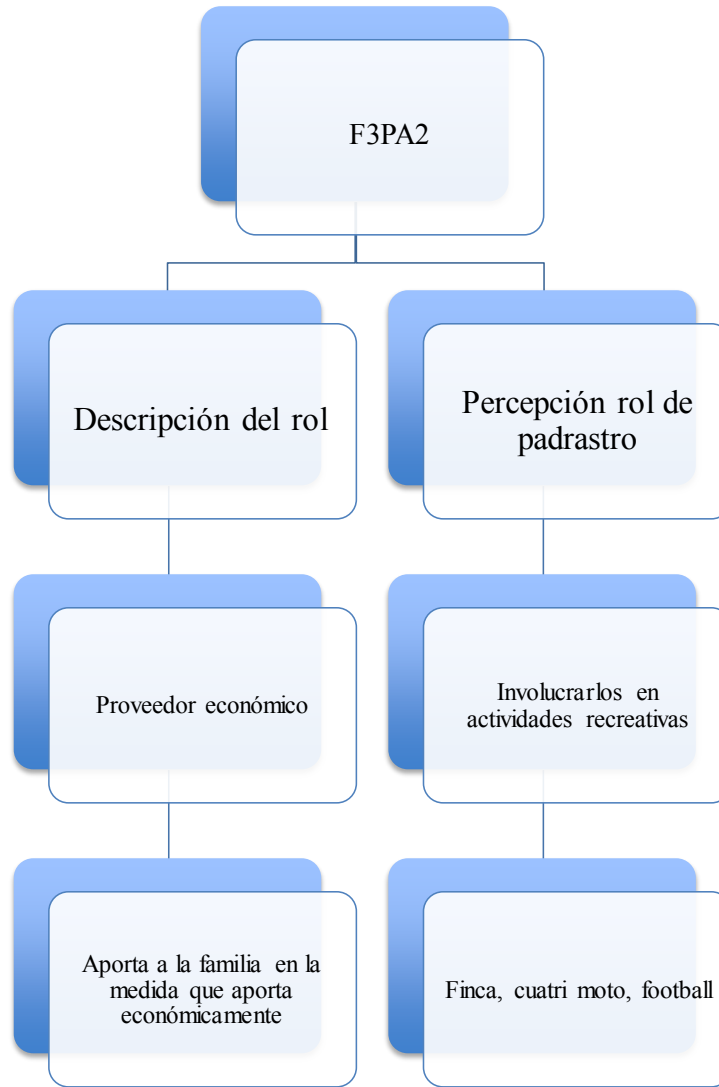 F3PA2
Descripción del rol
Percepción rol de
padrastro
Proveedor económico
Involucrarlos en
actividades recreativas
Aporta a la familia en la
medida que aporta
económicamente
Finca, cuatri moto, football